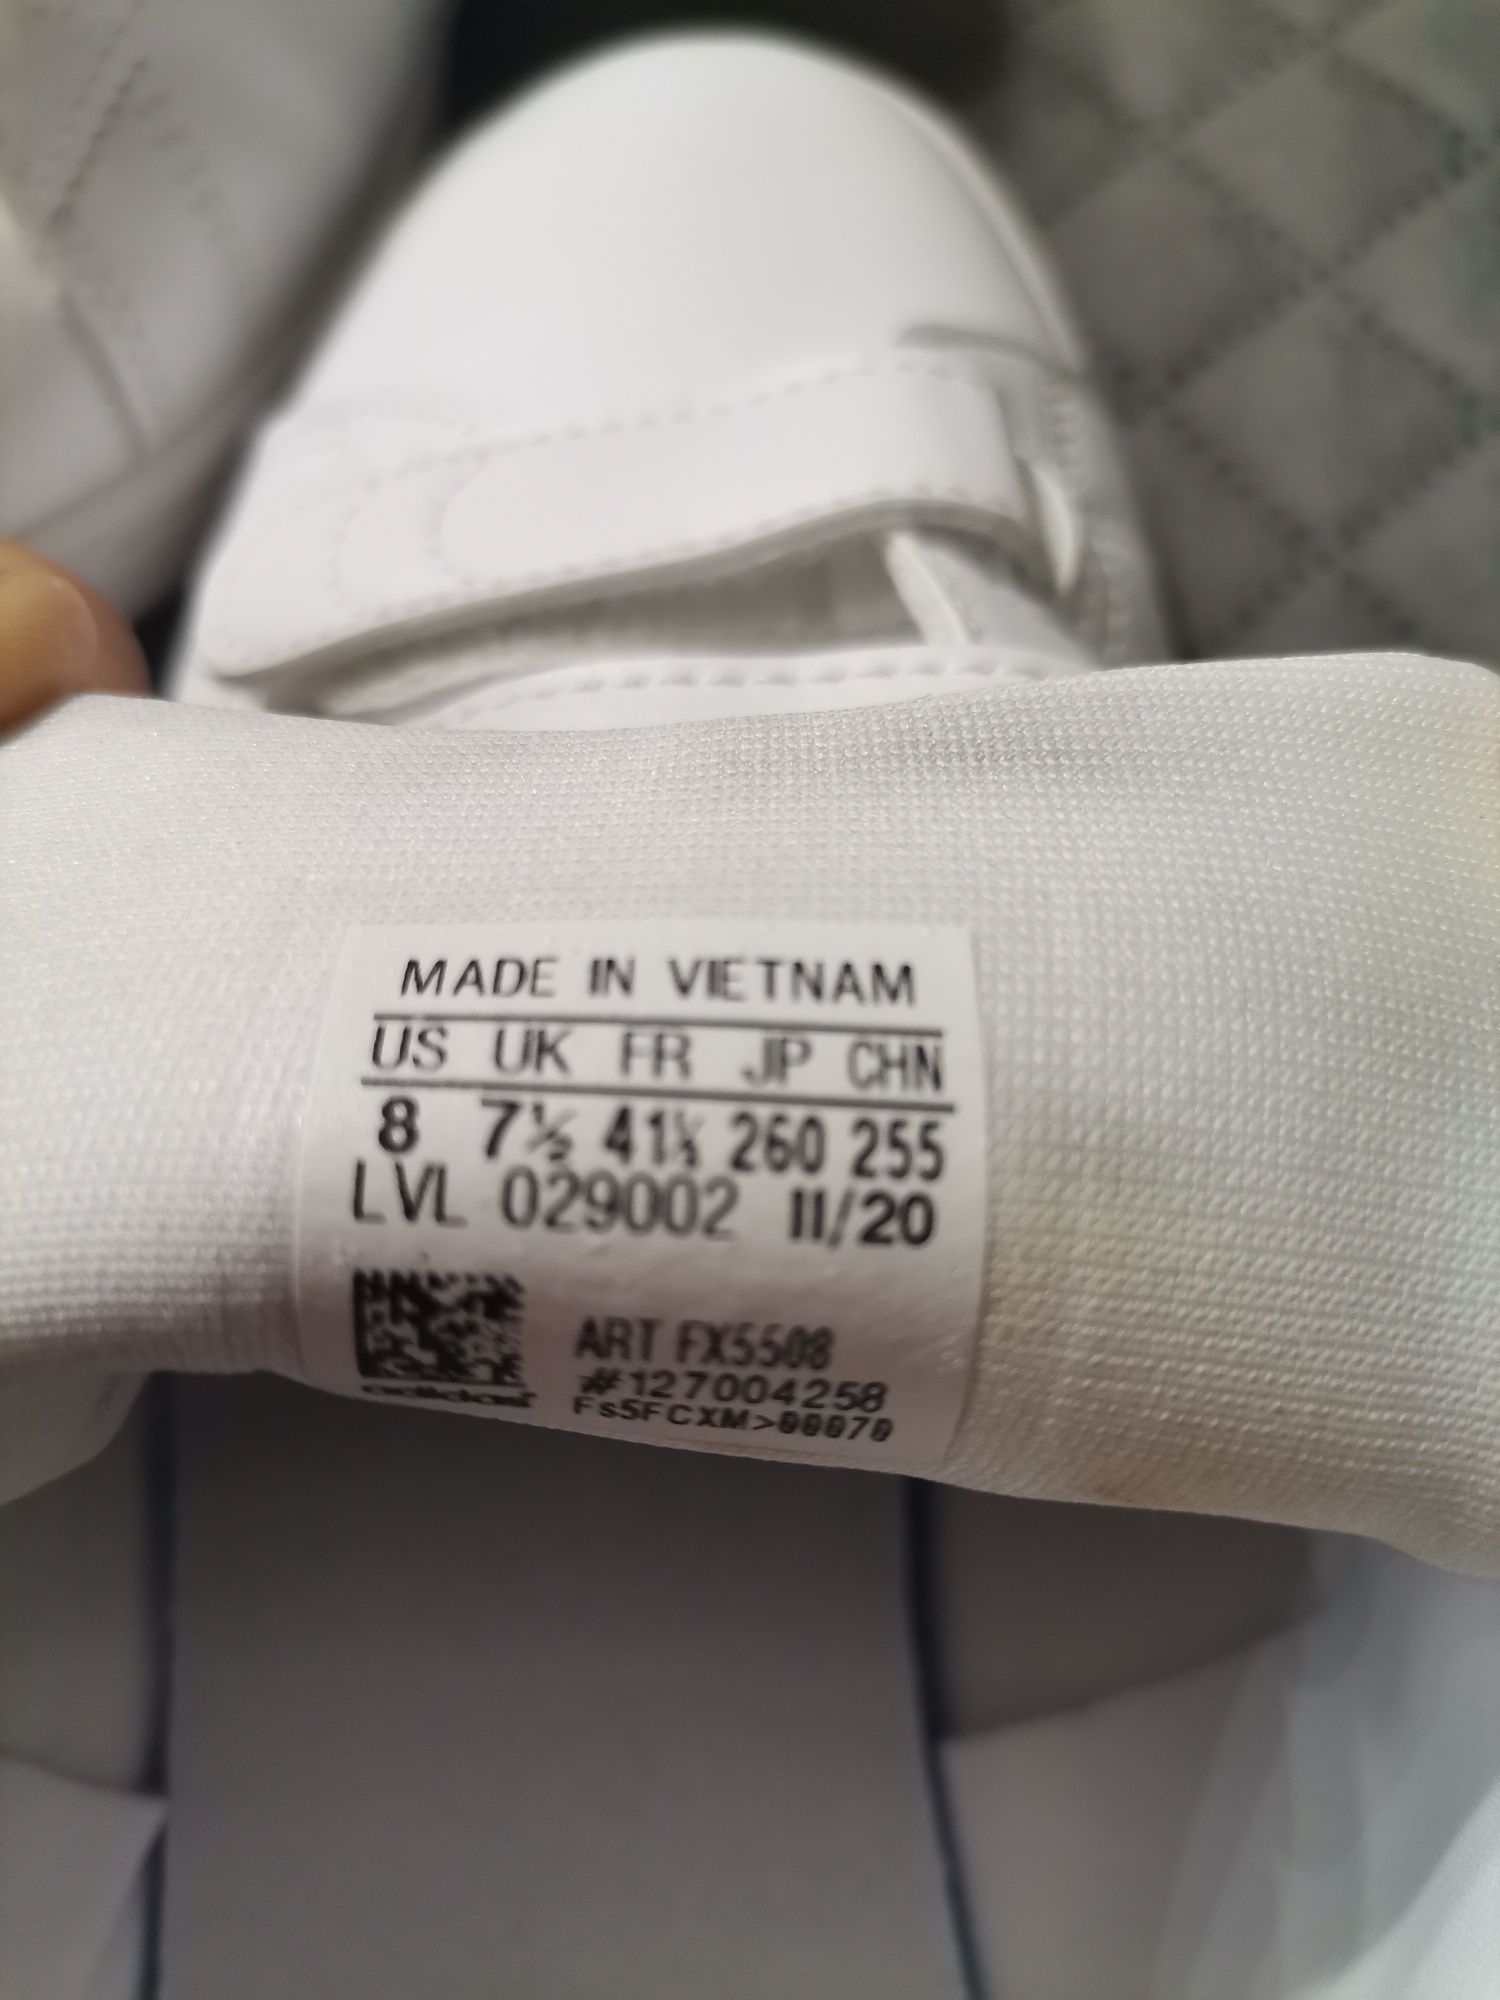 MADE IN VIETNAM
US UK FR JP CHN
8 7½ 41⅓ 260 255
LVL 029002 11/20
ART FX5508
#127004258
adidas Fs5FCXM>00070